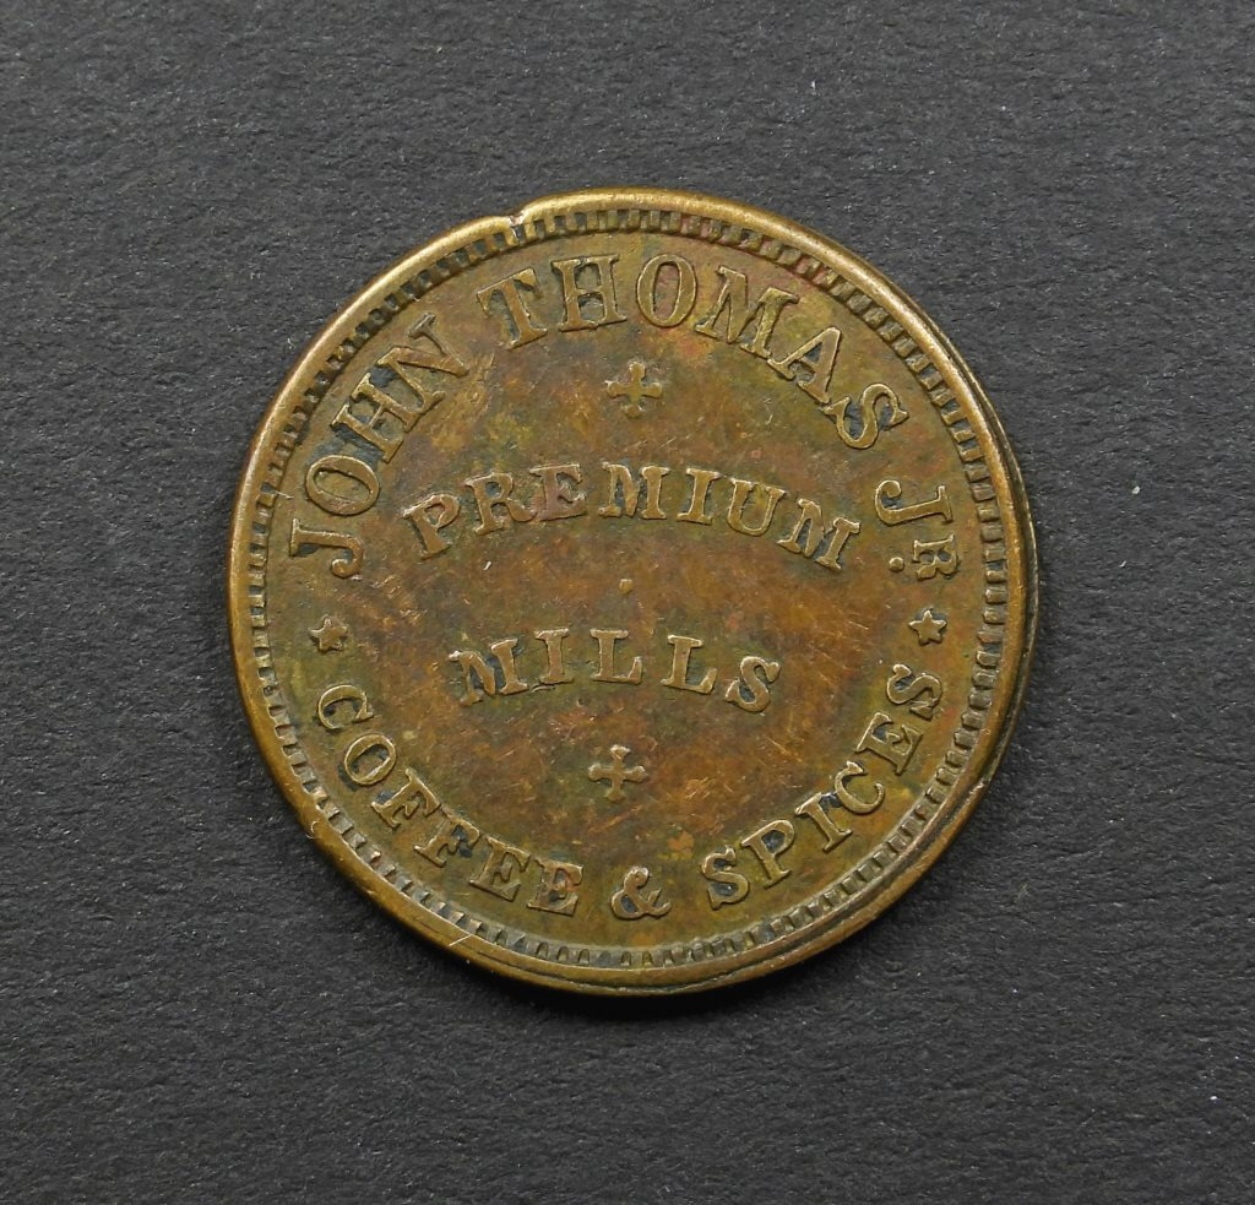 JOHN THOMAS JR.
PREMIUM
MILLS
COFFEE & SPICES